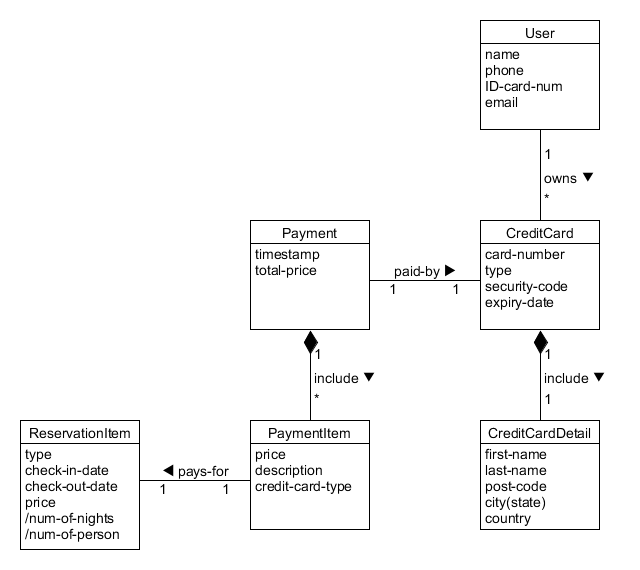 User
name
phone
ID-card-num
email
1
owns ▼
*
Payment
timestamp
total-price
paid-by ▶
1 1
CreditCard
card-number
type
security-code
expiry-date
1
include ▼
*
1
include ▼
1
ReservationItem
type
check-in-date
check-out-date
price
/num-of-nights
/num-of-person
◀ pays-for
1 1
PaymentItem
price
description
credit-card-type
CreditCardDetail
first-name
last-name
post-code
city(state)
country